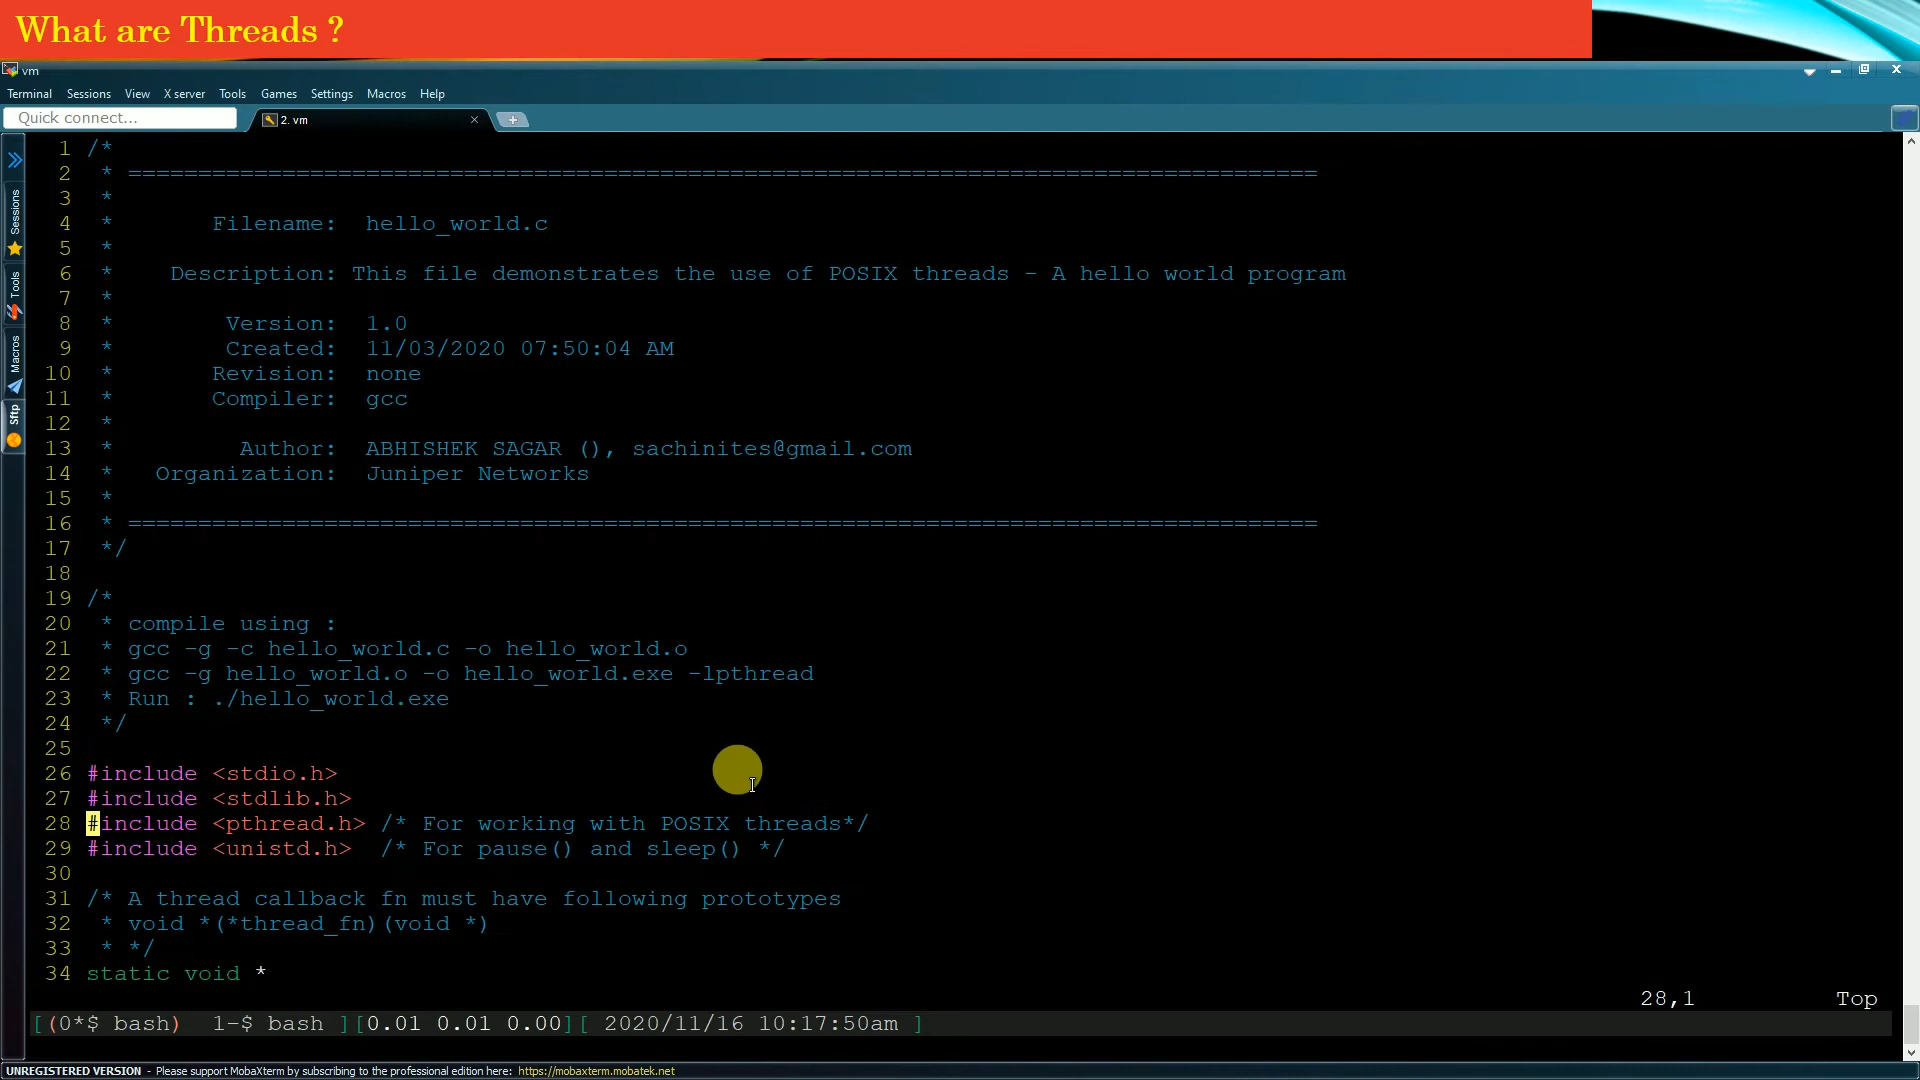 What are Threads ?
vm
Terminal Sessions View X server Tools Games Settings Macros Help
Quick connect...
2. vm
Sessions
Tools
Macros
Sftp
1 /*
2  * =====================================================================================
3  *
4  *       Filename:  hello_world.c
5  *
6  *    Description: This file demonstrates the use of POSIX threads - A hello world program
7  *
8  *        Version:  1.0
9  *        Created:  11/03/2020 07:50:04 AM
10  *       Revision:  none
11  *       Compiler:  gcc
12  *
13  *         Author:  ABHISHEK SAGAR (), sachinites@gmail.com
14  *   Organization:  Juniper Networks
15  *
16  * =====================================================================================
17  */
18
19 /*
20  * compile using :
21  * gcc -g -c hello_world.c -o hello_world.o
22  * gcc -g hello_world.o -o hello_world.exe -lpthread
23  * Run : ./hello_world.exe
24  */
25
26 #include <stdio.h>
27 #include <stdlib.h>
28 #include <pthread.h> /* For working with POSIX threads*/
29 #include <unistd.h>  /* For pause() and sleep() */
30
31 /* A thread callback fn must have following prototypes
32  * void *(*thread_fn)(void *)
33  * */
34 static void *
28,1 Top
[(0*$ bash)  1-$ bash ][0.01 0.01 0.00][ 2020/11/16 10:17:50am ]
UNREGISTERED VERSION - Please support MobaXterm by subscribing to the professional edition here: https://mobaxterm.mobatek.net